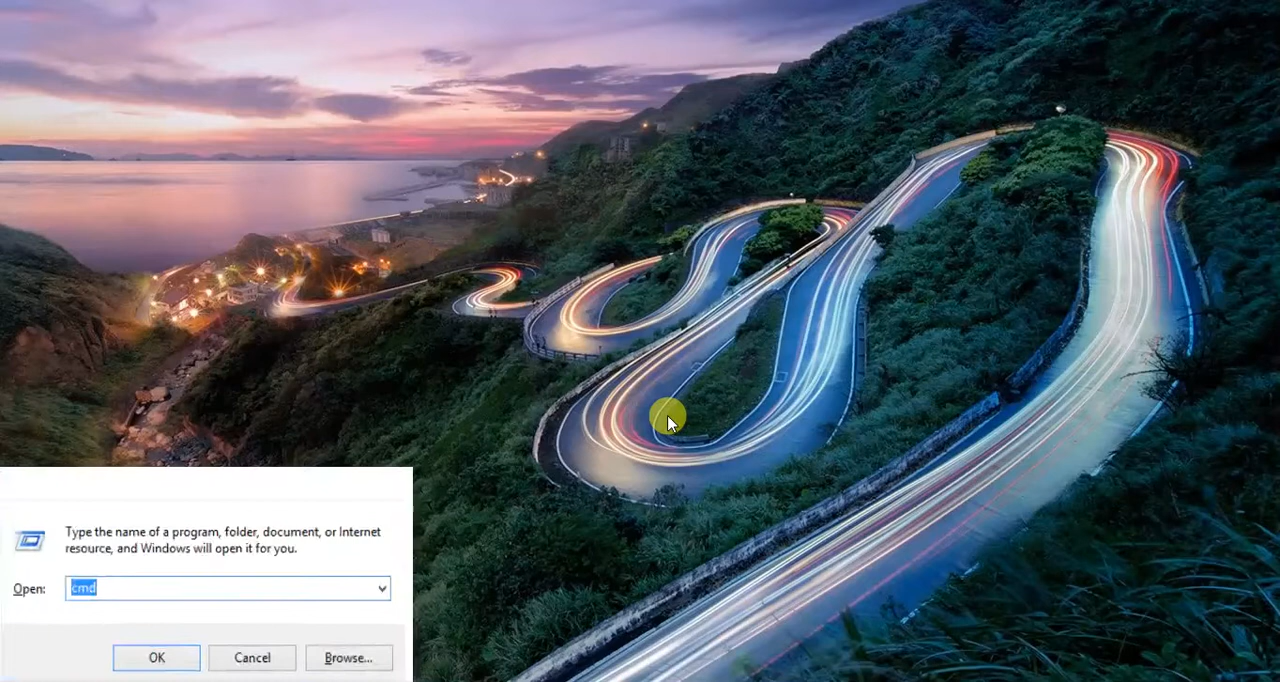 Type the name of a program, folder, document, or Internet
resource, and Windows will open it for you.
Open: cmd
OK Cancel Browse...